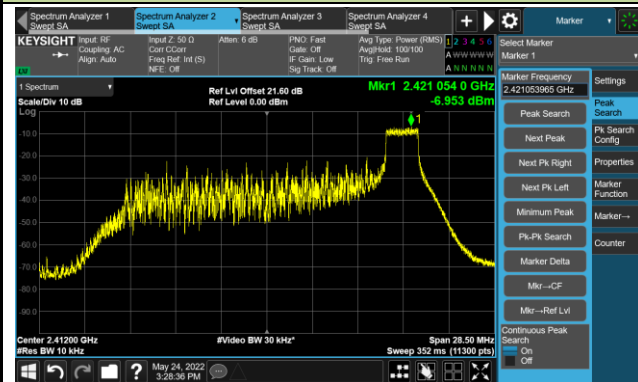 Spectrum Analyzer 1
Swept SA
Spectrum Analyzer 2
Swept SA
Spectrum Analyzer 3
Swept SA
Spectrum Analyzer 4
Swept SA
Marker
KEYSIGHT
Input: RF
Coupling: AC
Align: Auto
Input Z: 50 Ω
Corr CCorr
Freq Ref: Int (S)
NFE: Off
Atten: 6 dB
PNO: Fast
Gate: Off
IF Gain: Low
Sig Track: Off
Avg Type: Power (RMS)
Avg|Hold: 100/100
Trig: Free Run
1 2 3 4 5 6
A W W W W W
A N N N N N
LXI
Select Marker
Marker 1
1 Spectrum
Scale/Div 10 dB
Ref Lvl Offset 21.60 dB
Ref Level 0.00 dBm
Mkr1 2.421 054 0 GHz
-6.953 dBm
Log
1
-10.0
-20.0
-30.0
-40.0
-50.0
-60.0
-70.0
-80.0
-90.0
Center 2.41200 GHz
#Res BW 10 kHz
#Video BW 30 kHz*
Span 28.50 MHz
Sweep 352 ms (11300 pts)
Marker Frequency
2.421053965 GHz
Peak Search
Next Peak
Next Pk Right
Next Pk Left
Minimum Peak
Pk-Pk Search
Marker Delta
Mkr→CF
Mkr→Ref Lvl
Continuous Peak
Search
On
Off
Settings
Peak
Search
Pk Search
Config
Properties
Marker
Function
Marker→
Counter
May 24, 2022
3:28:36 PM